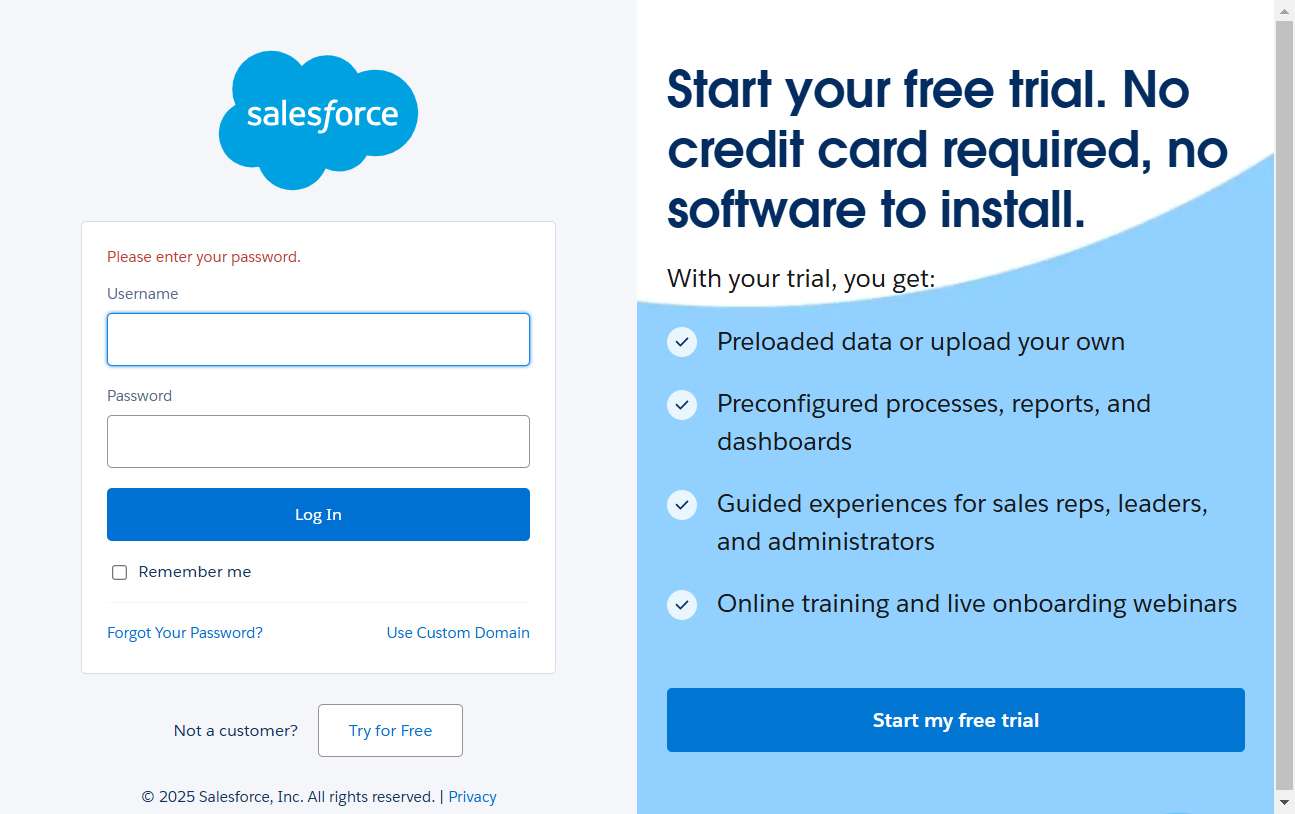 salesforce
Please enter your password.
Username
Password
Log In
Remember me
Forgot Your Password?
Use Custom Domain
Not a customer?
Try for Free
© 2025 Salesforce, Inc. All rights reserved. | Privacy
Start your free trial. No
credit card required, no
software to install.
With your trial, you get:
Preloaded data or upload your own
Preconfigured processes, reports, and
dashboards
Guided experiences for sales reps, leaders,
and administrators
Online training and live onboarding webinars
Start my free trial